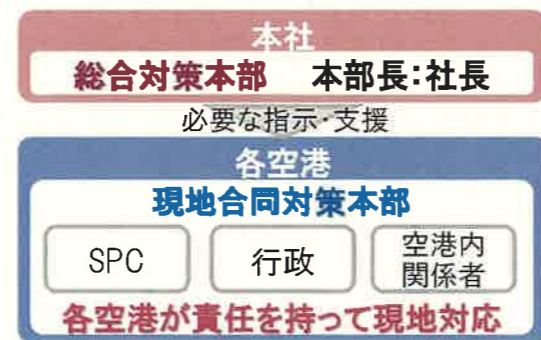 本社
総合対策本部 本部長:社長
必要な指示・支援
各空港
現地合同対策本部
SPC
行政
空港内
関係者
各空港が責任を持って現地対応